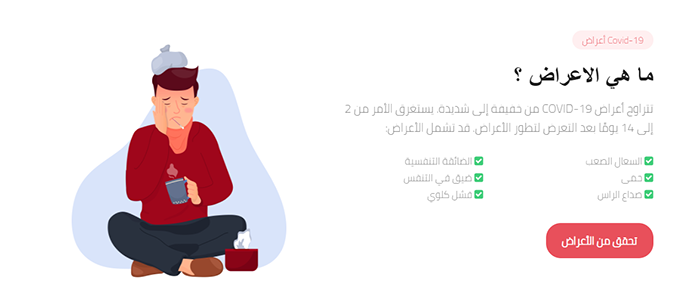 Covid-19 أعراض
ما هي الاعراض ؟
تتراوح أعراض COVID-19 من خفيفة إلى شديدة. يستغرق الأمر من 2
إلى 14 يومًا بعد التعرض لتطور الأعراض. قد تشمل الأعراض:
السعال الصعب
حمى
صداع الراس
الضائقة التنفسية
ضيق في التنفس
فشل كلوي
تحقق من الأعراض